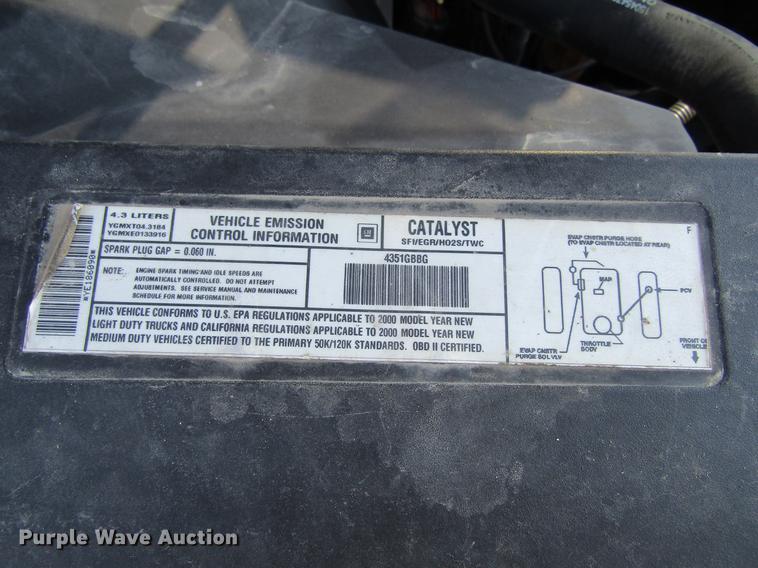 4.3 LITERS
YGMXT04.3184
YGMXE0133916
VEHICLE EMISSION
CONTROL INFORMATION
GM
CATALYST
SFI/EGR/HO2S/TWC
SPARK PLUG GAP = 0.060 IN.
4351GBBG
NOTE: ENGINE SPARK TIMING AND IDLE SPEEDS ARE
AUTOMATICALLY CONTROLLED. DO NOT ATTEMPT
ADJUSTMENTS. SEE SERVICE MANUAL AND MAINTENANCE
SCHEDULE FOR MORE INFORMATION.
THIS VEHICLE CONFORMS TO U.S. EPA REGULATIONS APPLICABLE TO 2000 MODEL YEAR NEW
LIGHT DUTY TRUCKS AND CALIFORNIA REGULATIONS APPLICABLE TO 2000 MODEL YEAR NEW
MEDIUM DUTY VEHICLES CERTIFIED TO THE PRIMARY 50K/120K STANDARDS. OBD II CERTIFIED.
*YE186090*
EVAP CNSTR PURGE HOSE
(TO EVAP CNSTR LOCATED AT REAR)
F
MAP
PCV
EVAP CNSTR
PURGE SOL VLV
THROTTLE
BODY
FRONT OF
VEHICLE
Purple Wave Auction